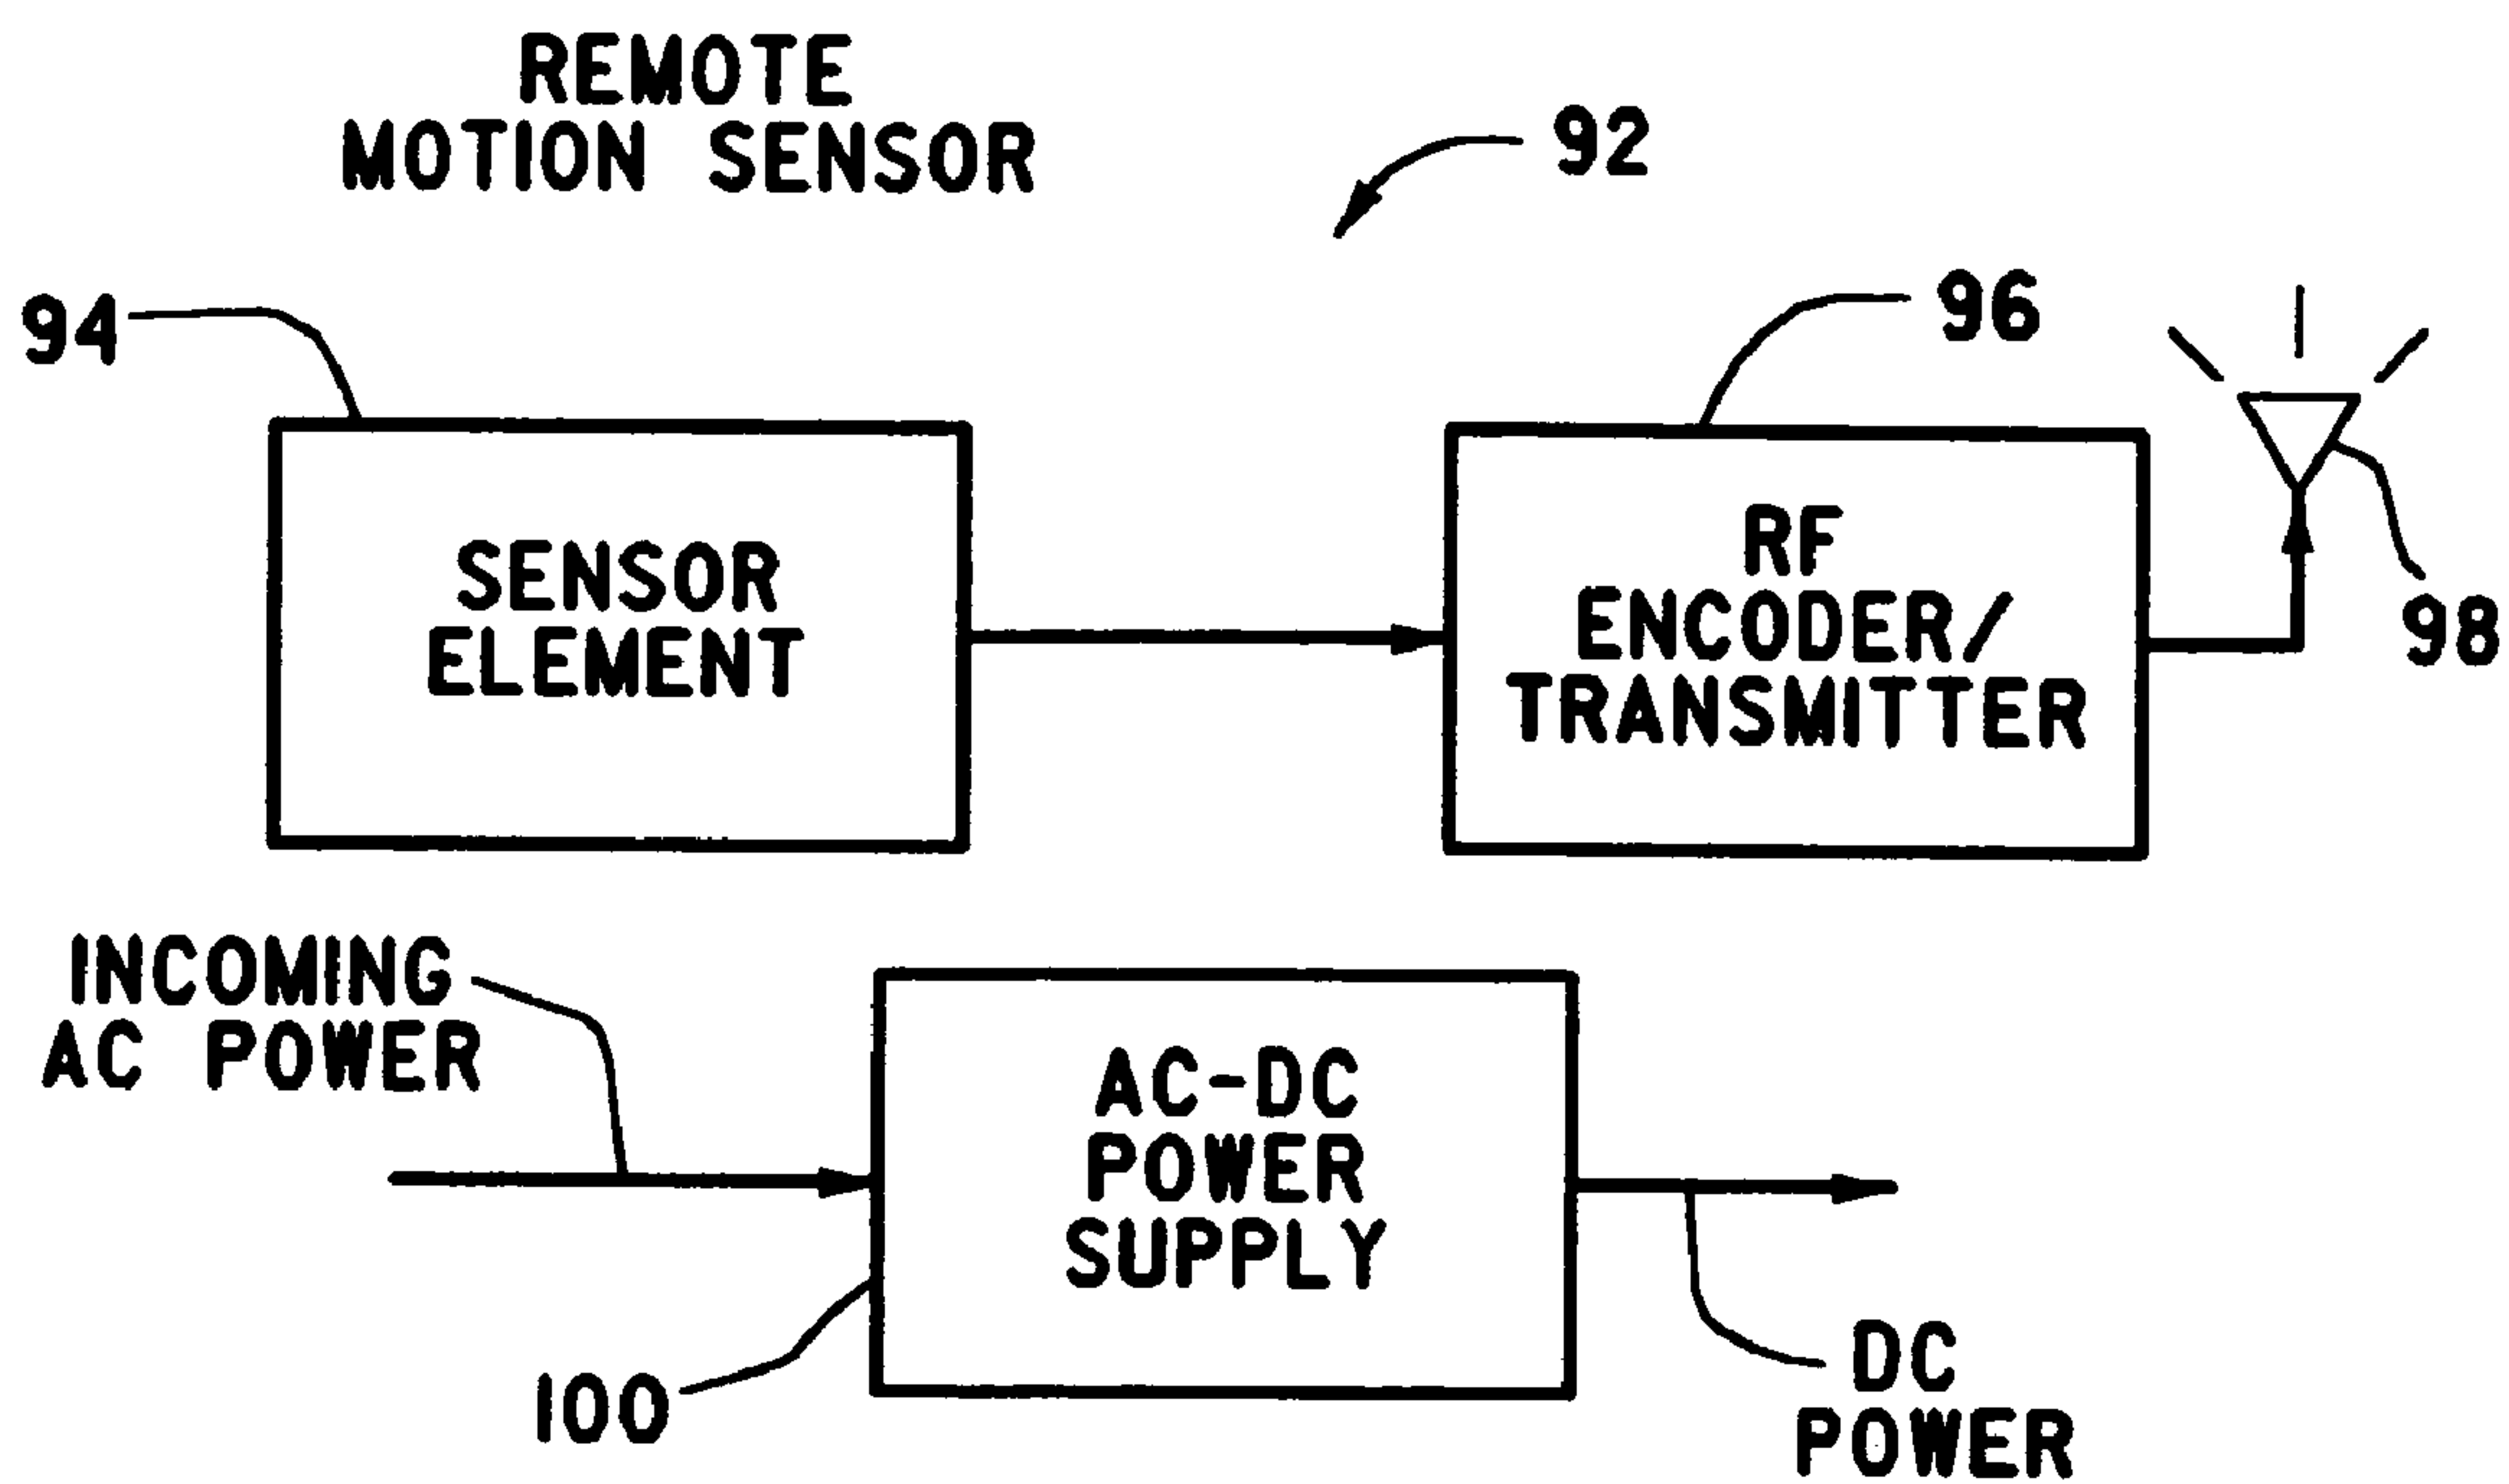 REMOTE
MOTION SENSOR
92
94
96
SENSOR
ELEMENT
RF
ENCODER/
TRANSMITTER
98
INCOMING
AC POWER
AC-DC
POWER
SUPPLY
100
DC
POWER